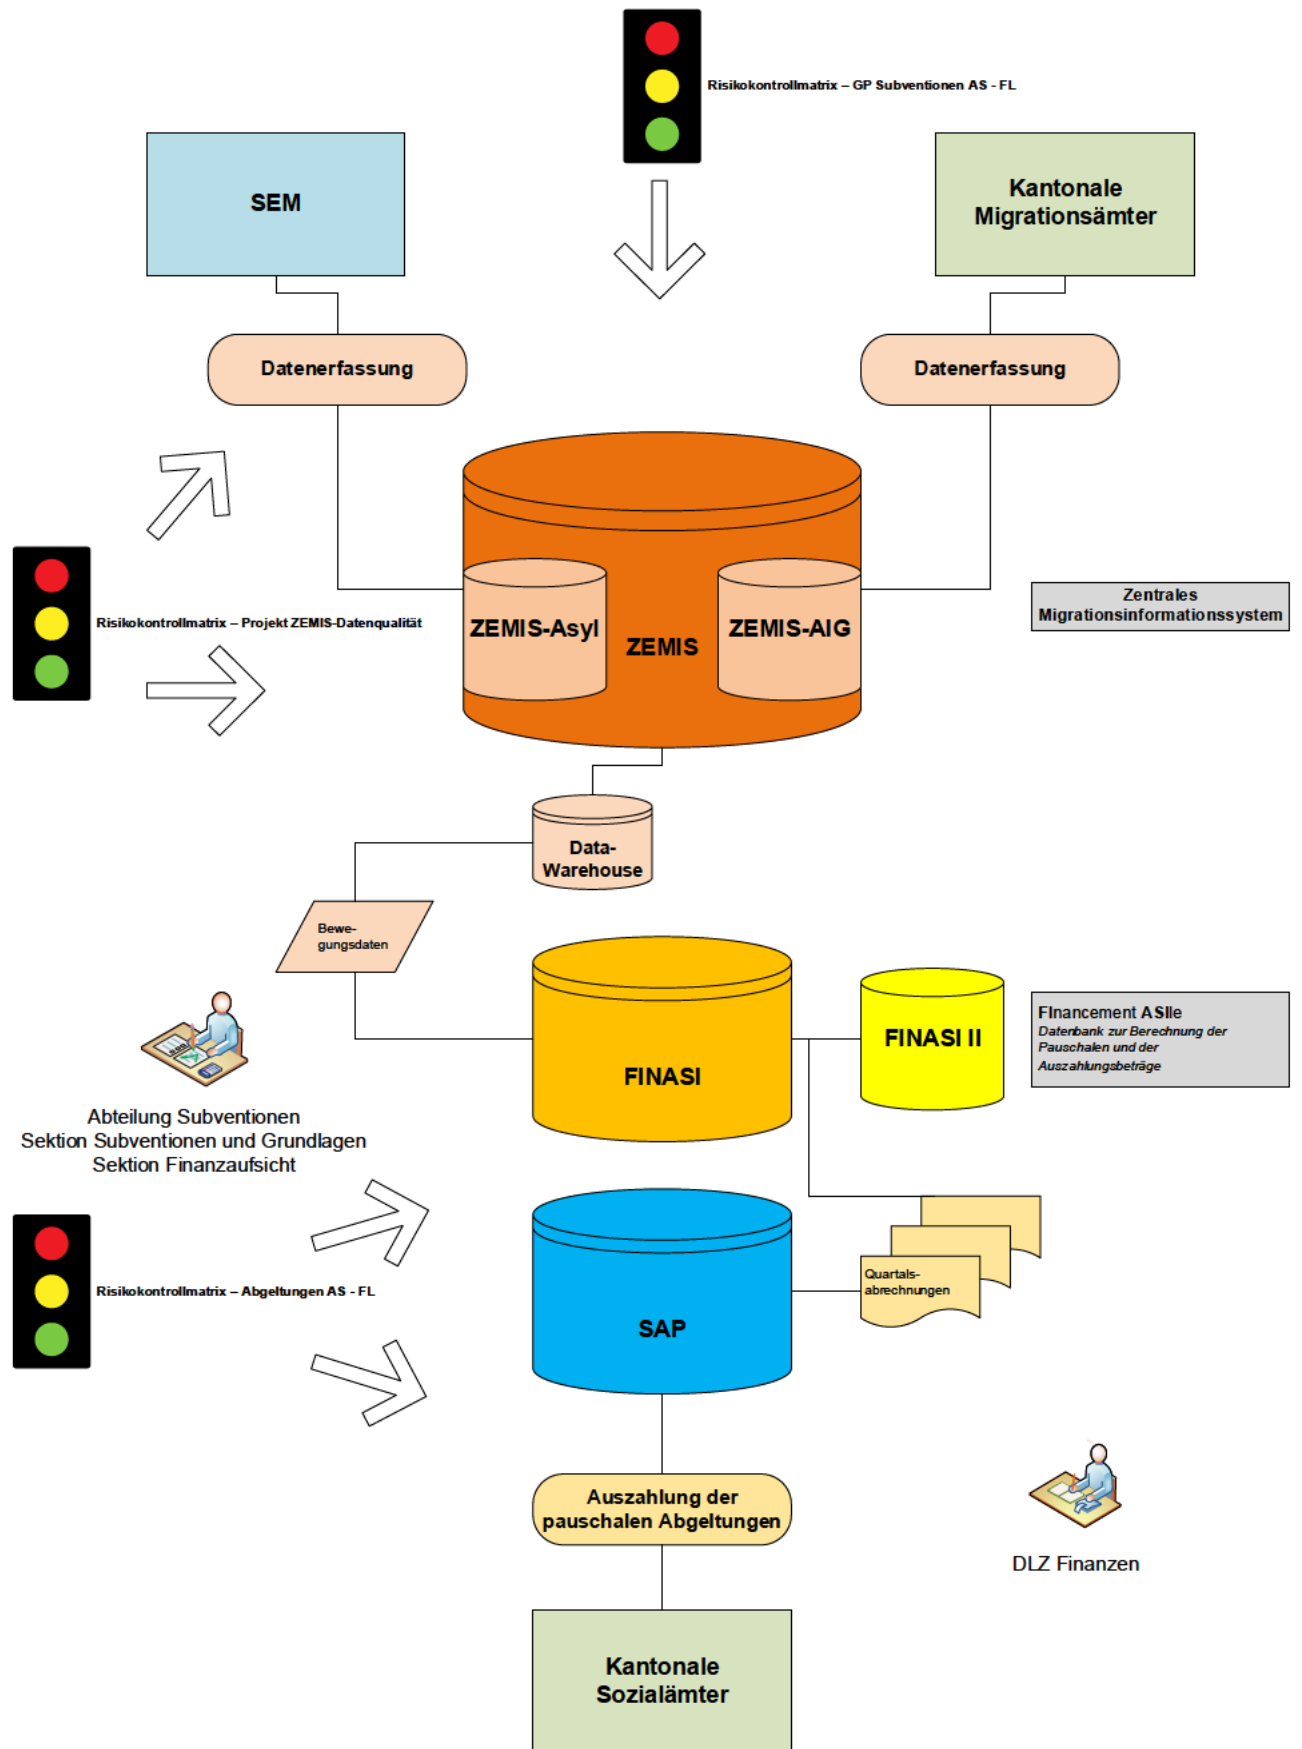 Risikokontrollmatrix – GP Subventionen AS - FL
SEM
Kantonale
Migrationsämter
Datenerfassung
Datenerfassung
ZEMIS-Asyl
ZEMIS
ZEMIS-AIG
Zentrales
Migrationsinformationssystem
Risikokontrollmatrix – Projekt ZEMIS-Datenqualität
Data-
Warehouse
Bewe-
gungsdaten
FINASI
FINASI II
FInancement ASIle
Datenbank zur Berechnung der
Pauschalen und der
Auszahlungsbeträge
Abteilung Subventionen
Sektion Subventionen und Grundlagen
Sektion Finanzaufsicht
Risikokontrollmatrix – Abgeltungen AS - FL
SAP
Quartals-
abrechnungen
Auszahlung der
pauschalen Abgeltungen
DLZ Finanzen
Kantonale
Sozialämter